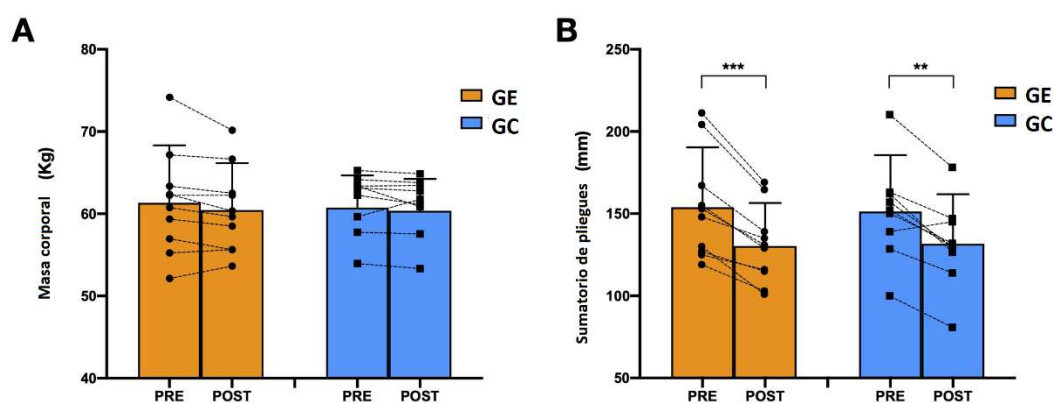 A
Masa corporal (Kg)
80
70
60
50
40
PRE
POST
PRE
POST
GE
GC
B
Sumatorio de pliegues (mm)
250
200
150
100
50
***
**
PRE
POST
PRE
POST
GE
GC